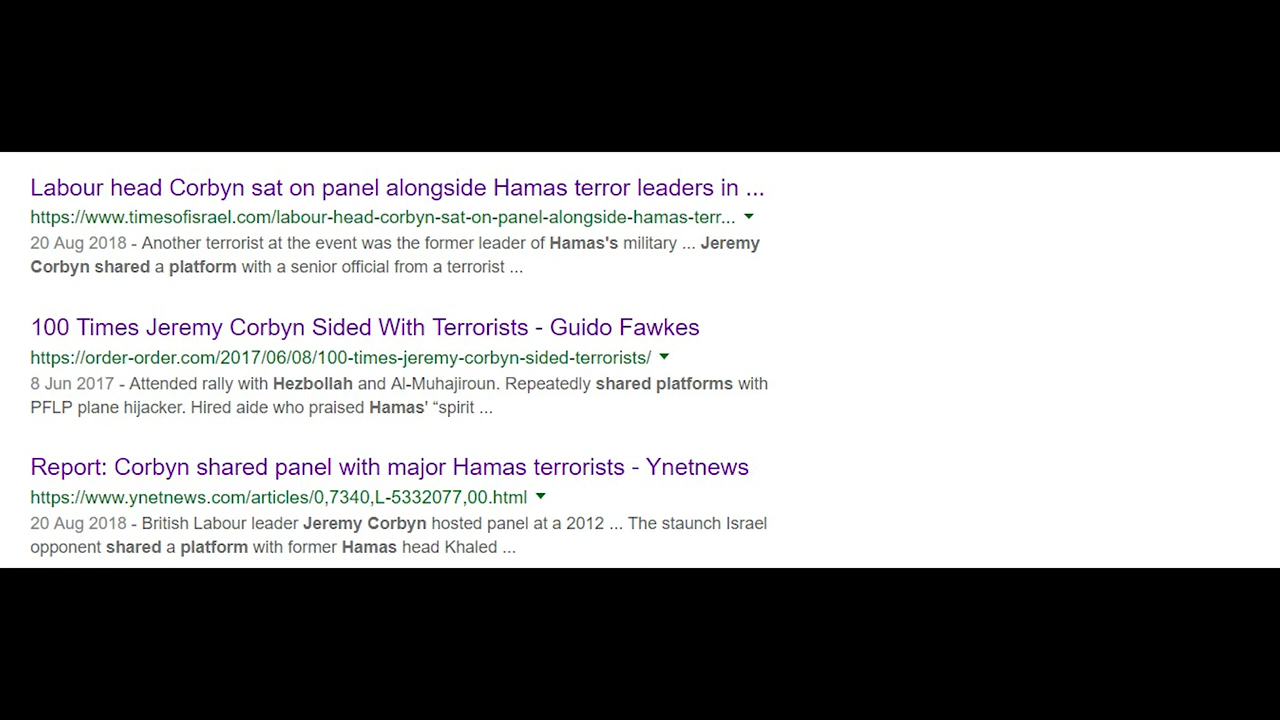 Labour head Corbyn sat on panel alongside Hamas terror leaders in ...
https://www.timesofisrael.com/labour-head-corbyn-sat-on-panel-alongside-hamas-terr...
20 Aug 2018 - Another terrorist at the event was the former leader of Hamas's military ... Jeremy
Corbyn shared a platform with a senior official from a terrorist ...
100 Times Jeremy Corbyn Sided With Terrorists - Guido Fawkes
https://order-order.com/2017/06/08/100-times-jeremy-corbyn-sided-terrorists/
8 Jun 2017 - Attended rally with Hezbollah and Al-Muhajiroun. Repeatedly shared platforms with
PFLP plane hijacker. Hired aide who praised Hamas' “spirit ...
Report: Corbyn shared panel with major Hamas terrorists - Ynetnews
https://www.ynetnews.com/articles/0,7340,L-5332077,00.html
20 Aug 2018 - British Labour leader Jeremy Corbyn hosted panel at a 2012 ... The staunch Israel
opponent shared a platform with former Hamas head Khaled ...